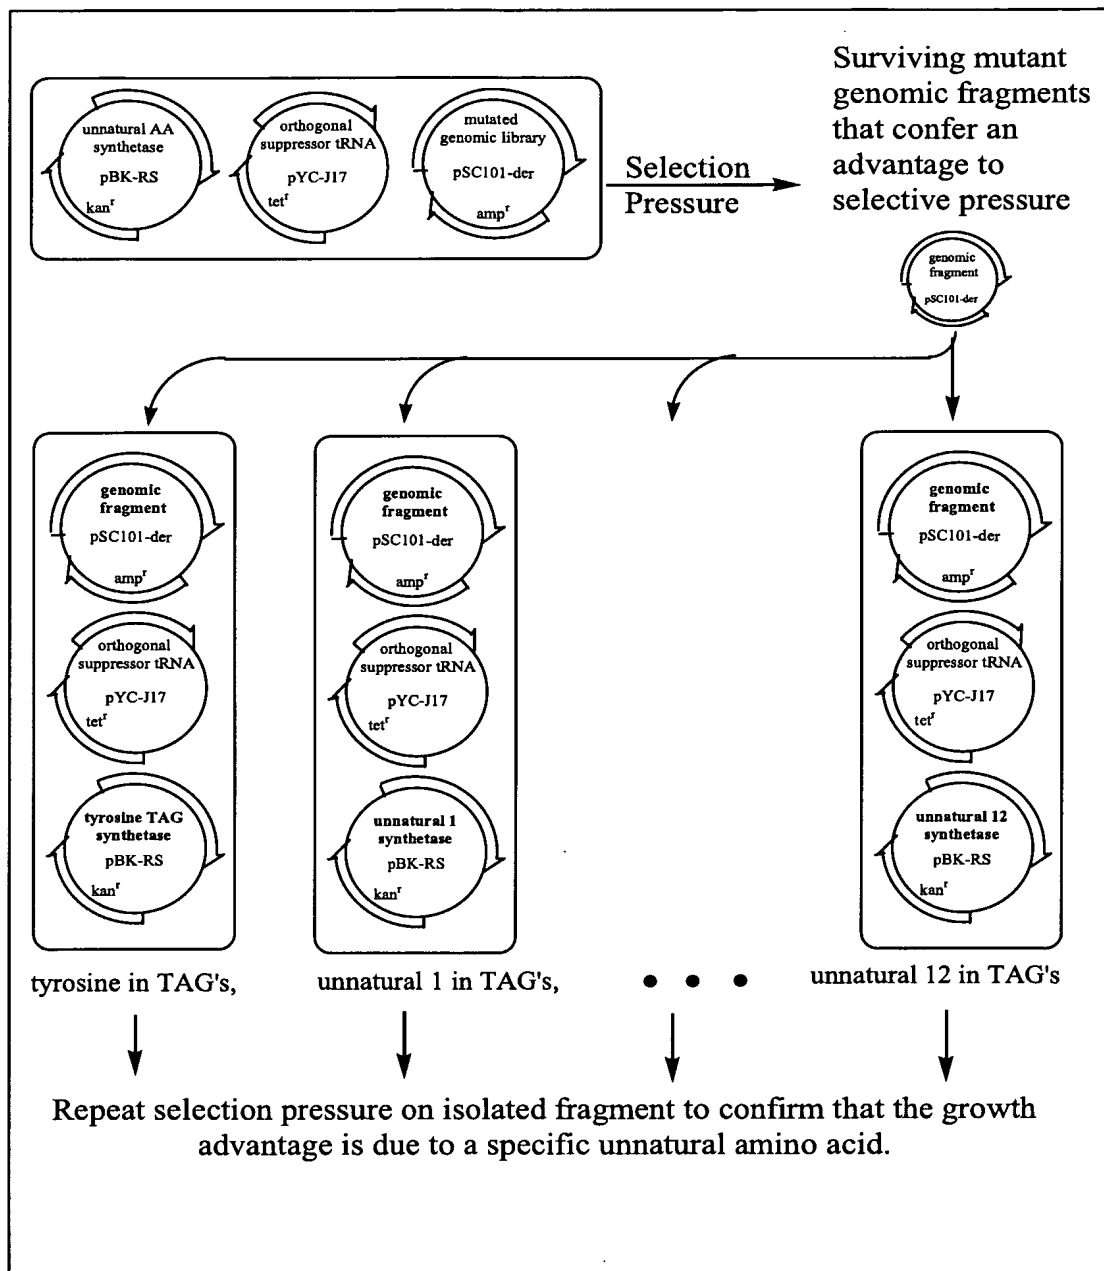 unnatural AA
synthetase
pBK-RS
kanʳ
orthogonal
suppressor tRNA
pYC-J17
tetʳ
mutated
genomic library
pSC101-der
ampʳ
Selection
Pressure
Surviving mutant
genomic fragments
that confer an
advantage to
selective pressure
genomic
fragment
pSC101-der
genomic
fragment
pSC101-der
ampʳ
orthogonal
suppressor tRNA
pYC-J17
tetʳ
tyrosine TAG
synthetase
pBK-RS
kanʳ
tyrosine in TAG's,
genomic
fragment
pSC101-der
ampʳ
orthogonal
suppressor tRNA
pYC-J17
tetʳ
unnatural 1
synthetase
pBK-RS
kanʳ
unnatural 1 in TAG's,
• • •
genomic
fragment
pSC101-der
ampʳ
orthogonal
suppressor tRNA
pYC-J17
tetʳ
unnatural 12
synthetase
pBK-RS
kanʳ
unnatural 12 in TAG's
Repeat selection pressure on isolated fragment to confirm that the growth
advantage is due to a specific unnatural amino acid.